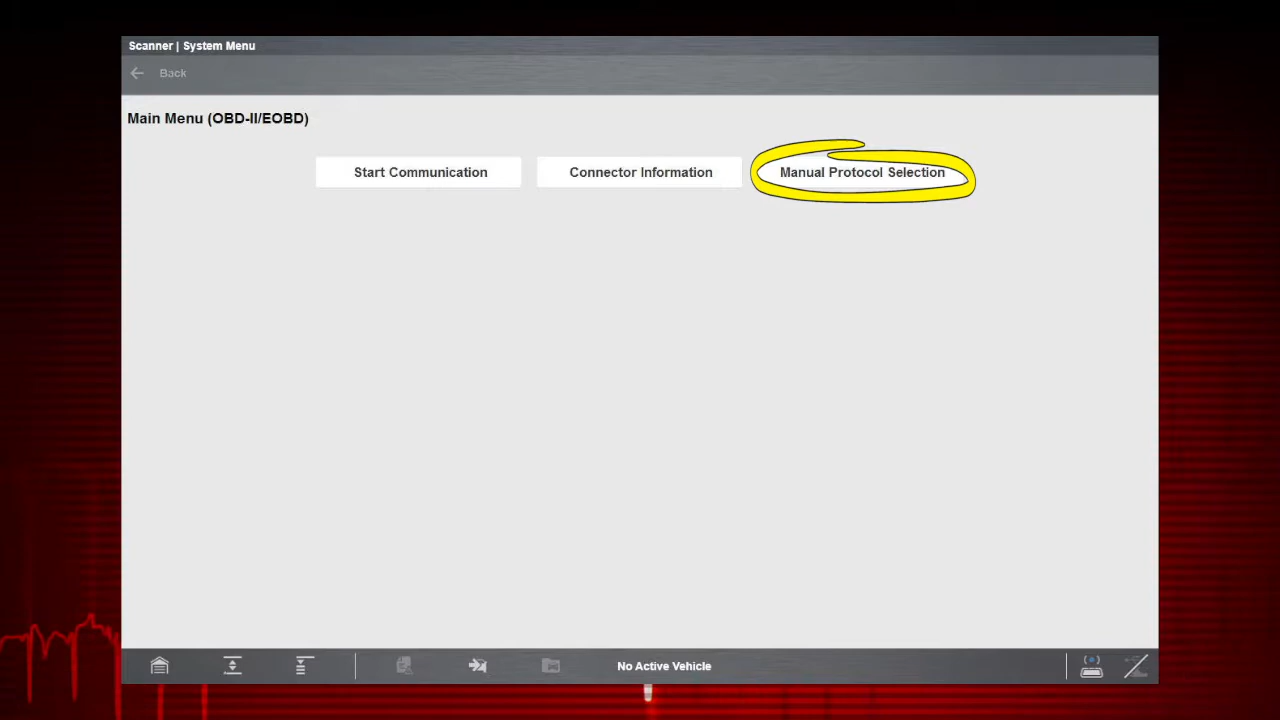 Scanner | System Menu
Back
Main Menu (OBD-II/EOBD)
Start Communication
Connector Information
Manual Protocol Selection
No Active Vehicle